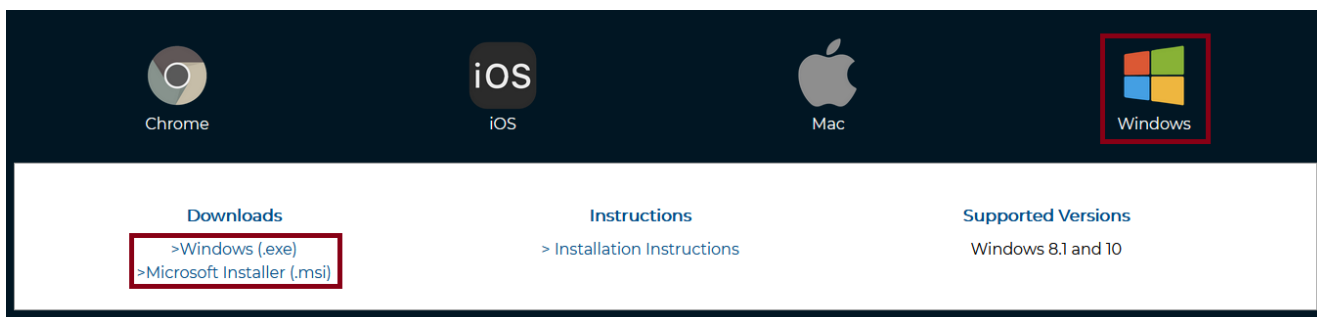 iOS
Chrome
iOS
Mac
Windows
Downloads
>Windows (.exe)
>Microsoft Installer (.msi)
Instructions
> Installation Instructions
Supported Versions
Windows 8.1 and 10